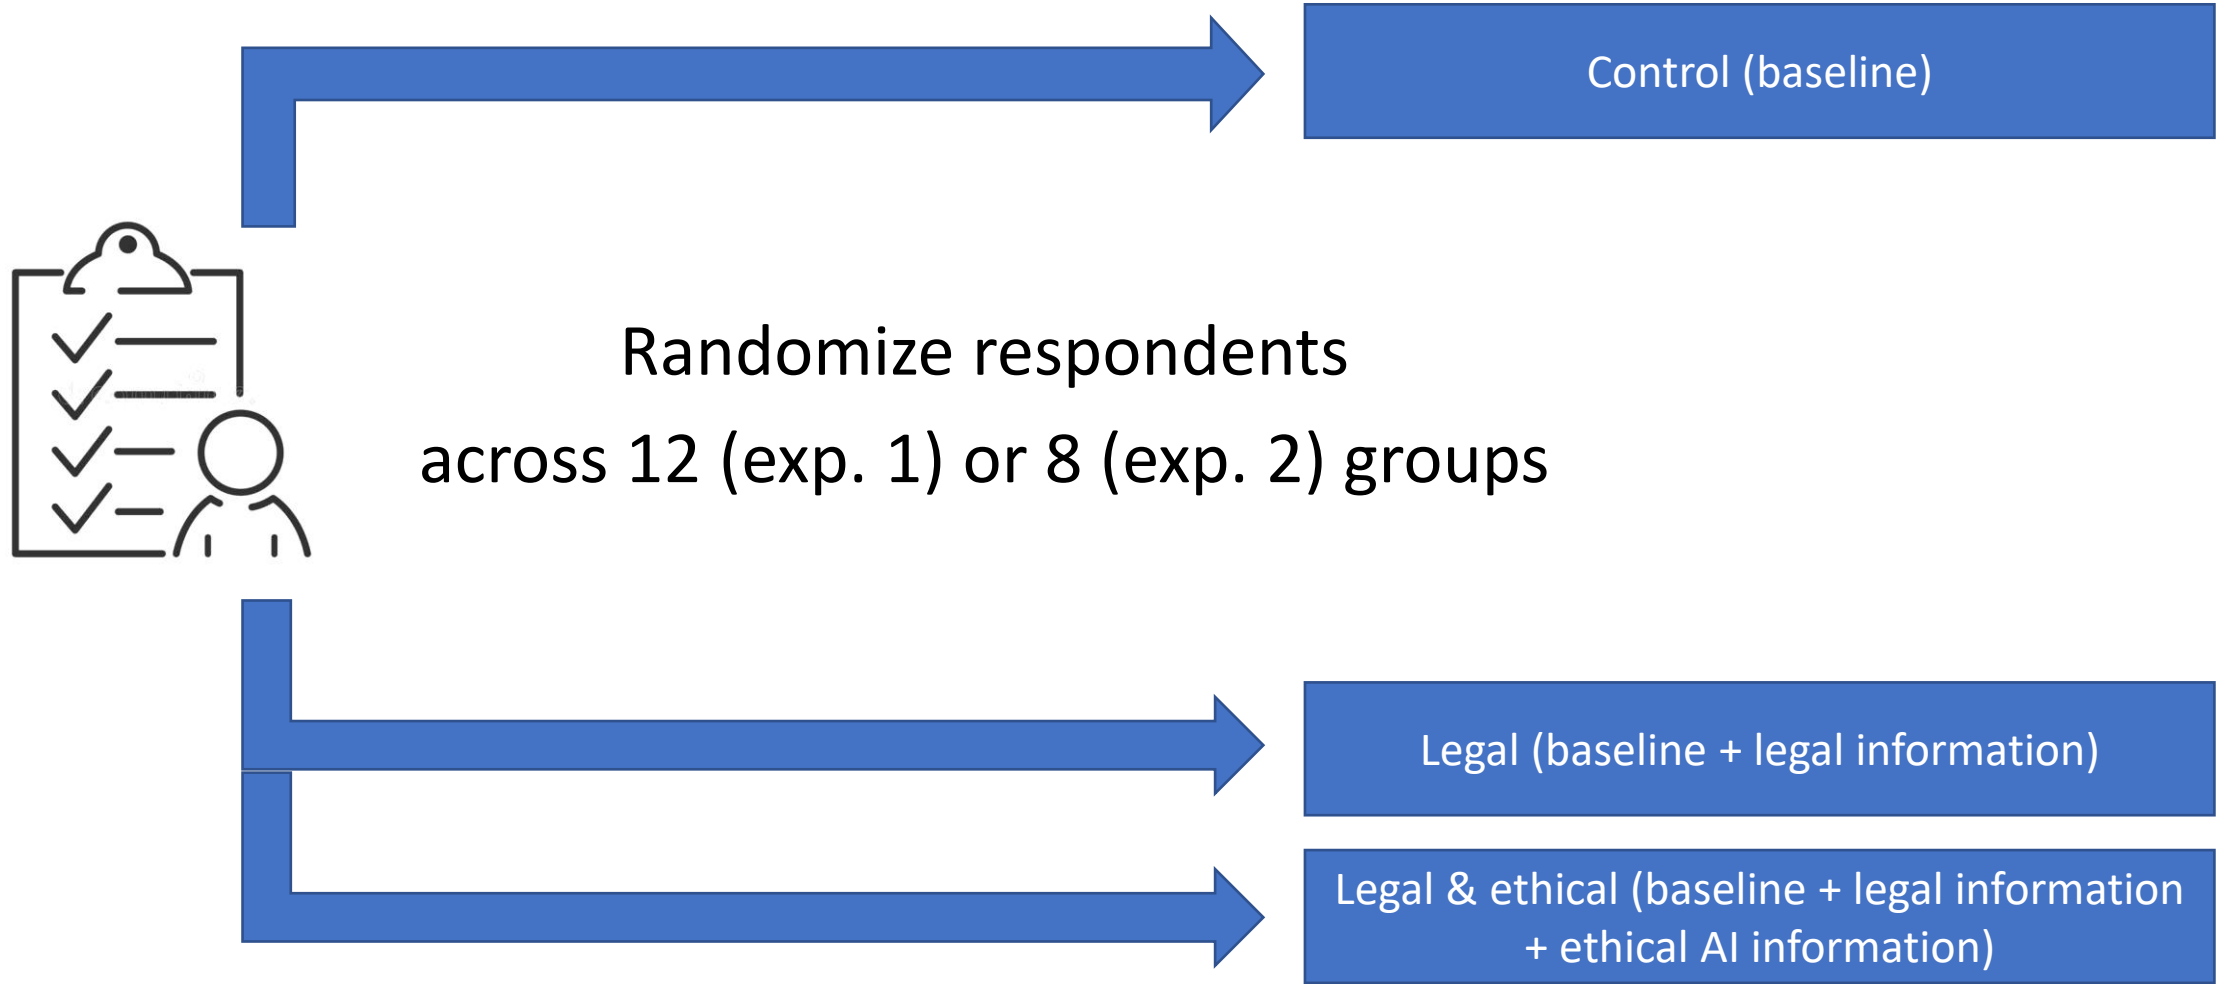 Control (baseline)
Randomize respondents
across 12 (exp. 1) or 8 (exp. 2) groups
Legal (baseline + legal information)
Legal & ethical (baseline + legal information
+ ethical AI information)